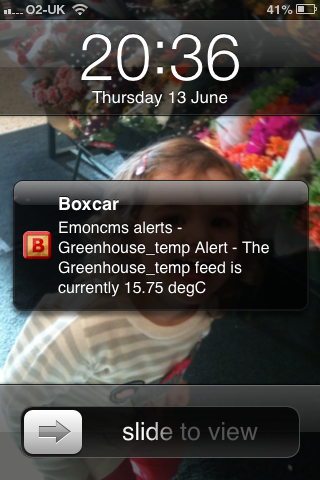 O2-UK 41%
20:36
Thursday 13 June
Boxcar
B
Emoncms alerts -
Greenhouse_temp Alert - The
Greenhouse_temp feed is
currently 15.75 degC
slide to view